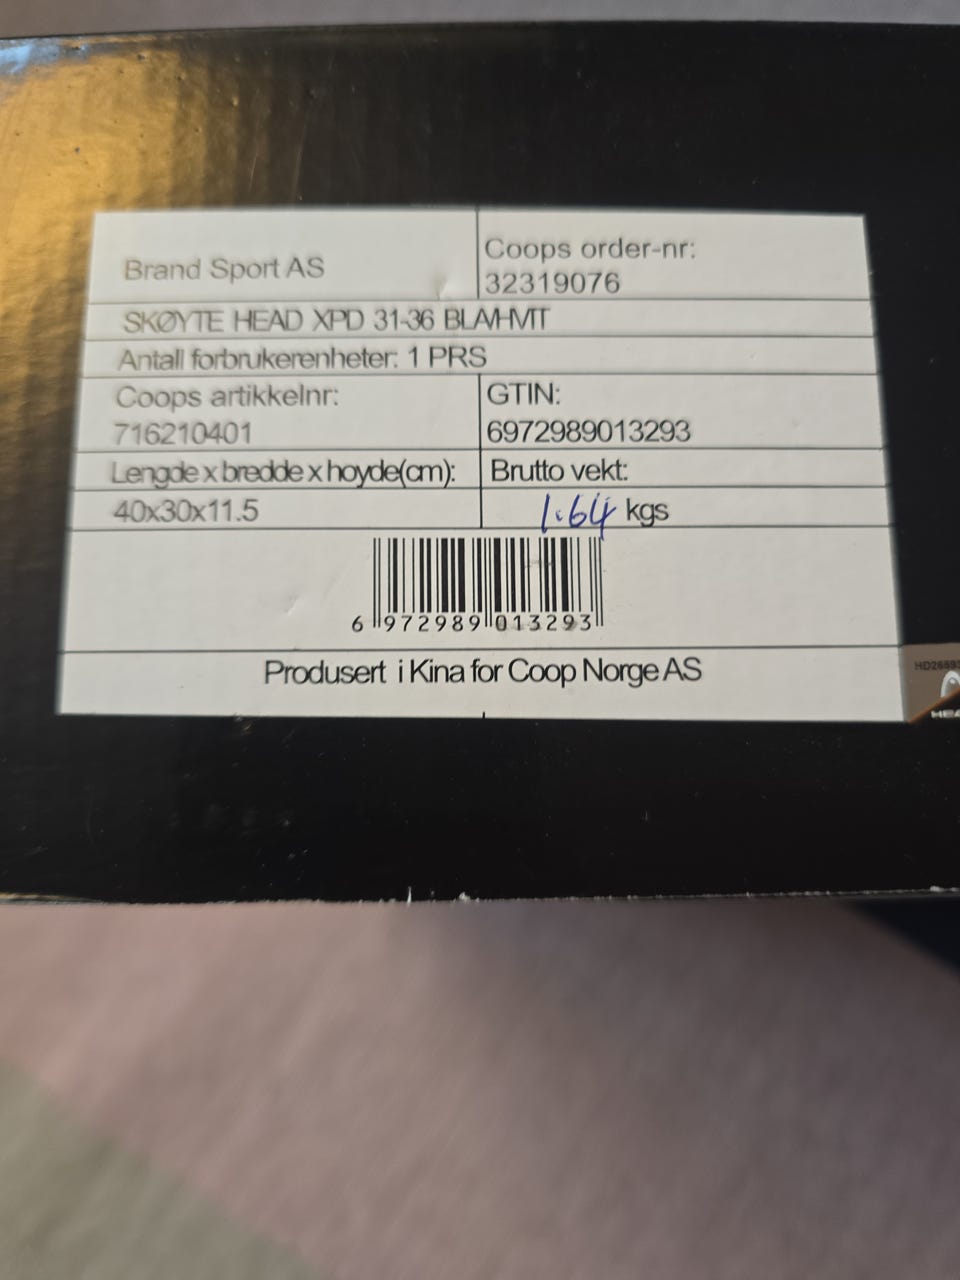 Brand Sport AS
Coops order-nr:
32319076
SKØYTE HEAD XPD 31-36 BLÅ/HVIT
Antall forbrukerenheter: 1 PRS
Coops artikkelnr:
716210401
GTIN:
6972989013293
Lengde x bredde x hoyde(cm):
40x30x11.5
Brutto vekt:
1.64 kgs
6 972989 013293
Produsert i Kina for Coop Norge AS